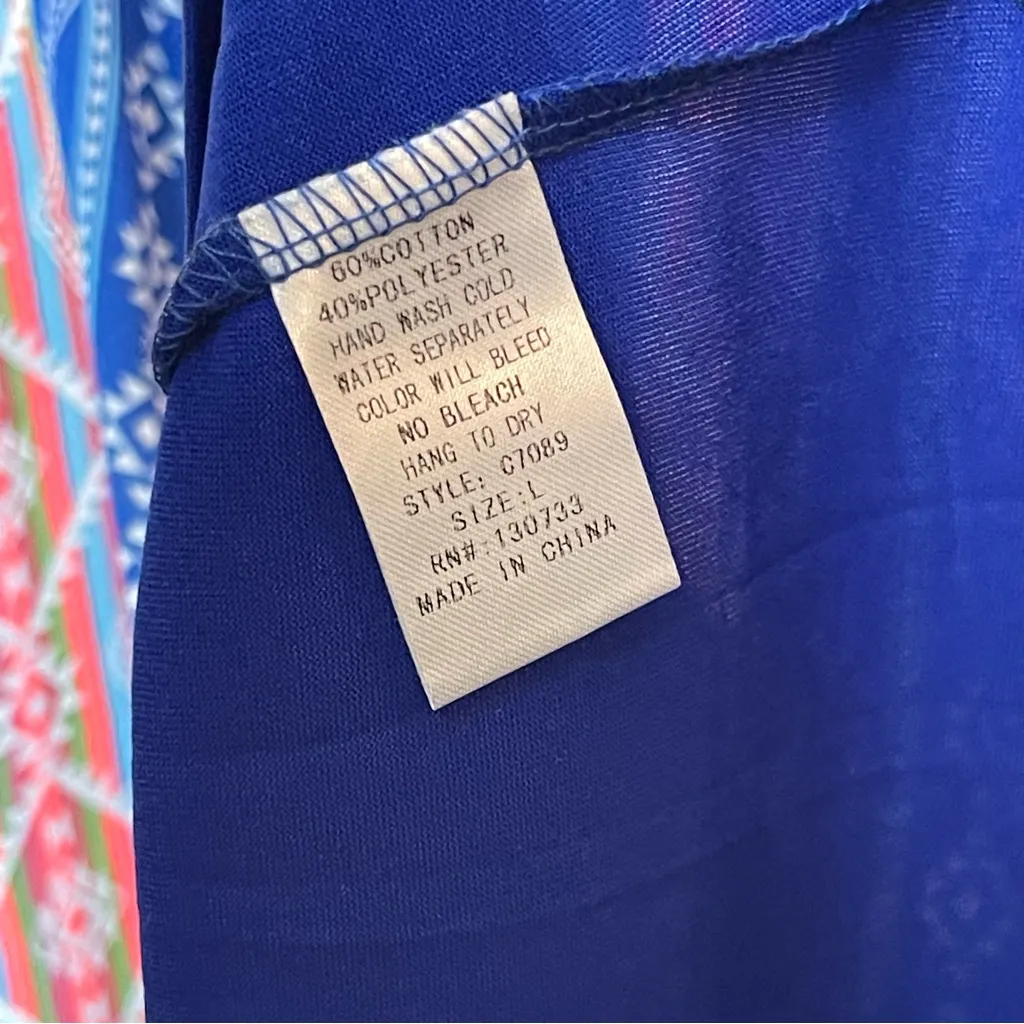 60%COTTON
40%POLYESTER
HAND WASH COLD
WATER SEPARATELY
COLOR WILL BLEED
NO BLEACH
HANG TO DRY
STYLE: C7089
SIZE:L
RN#:130733
MADE IN CHINA